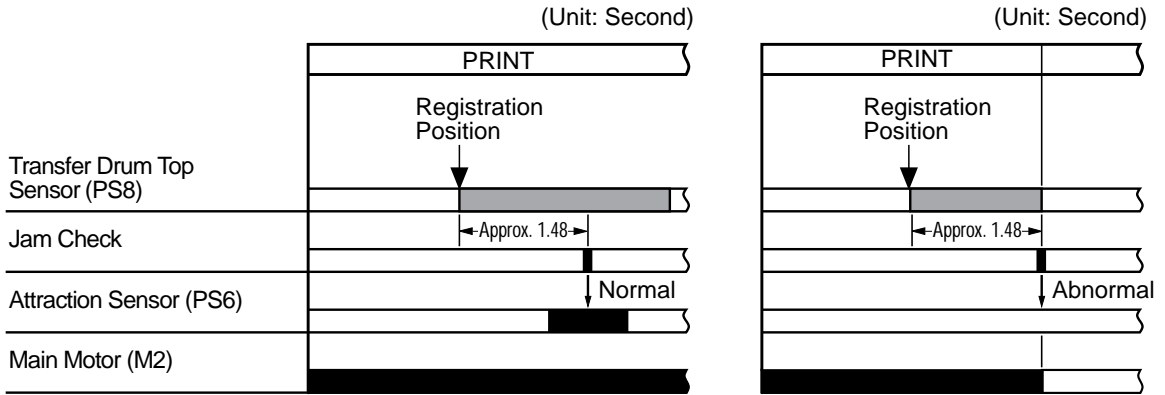 (Unit: Second)
(Unit: Second)
PRINT
PRINT
Registration
Position
Registration
Position
Transfer Drum Top
Sensor (PS8)
Approx. 1.48
Approx. 1.48
Jam Check
Normal
Abnormal
Attraction Sensor (PS6)
Main Motor (M2)